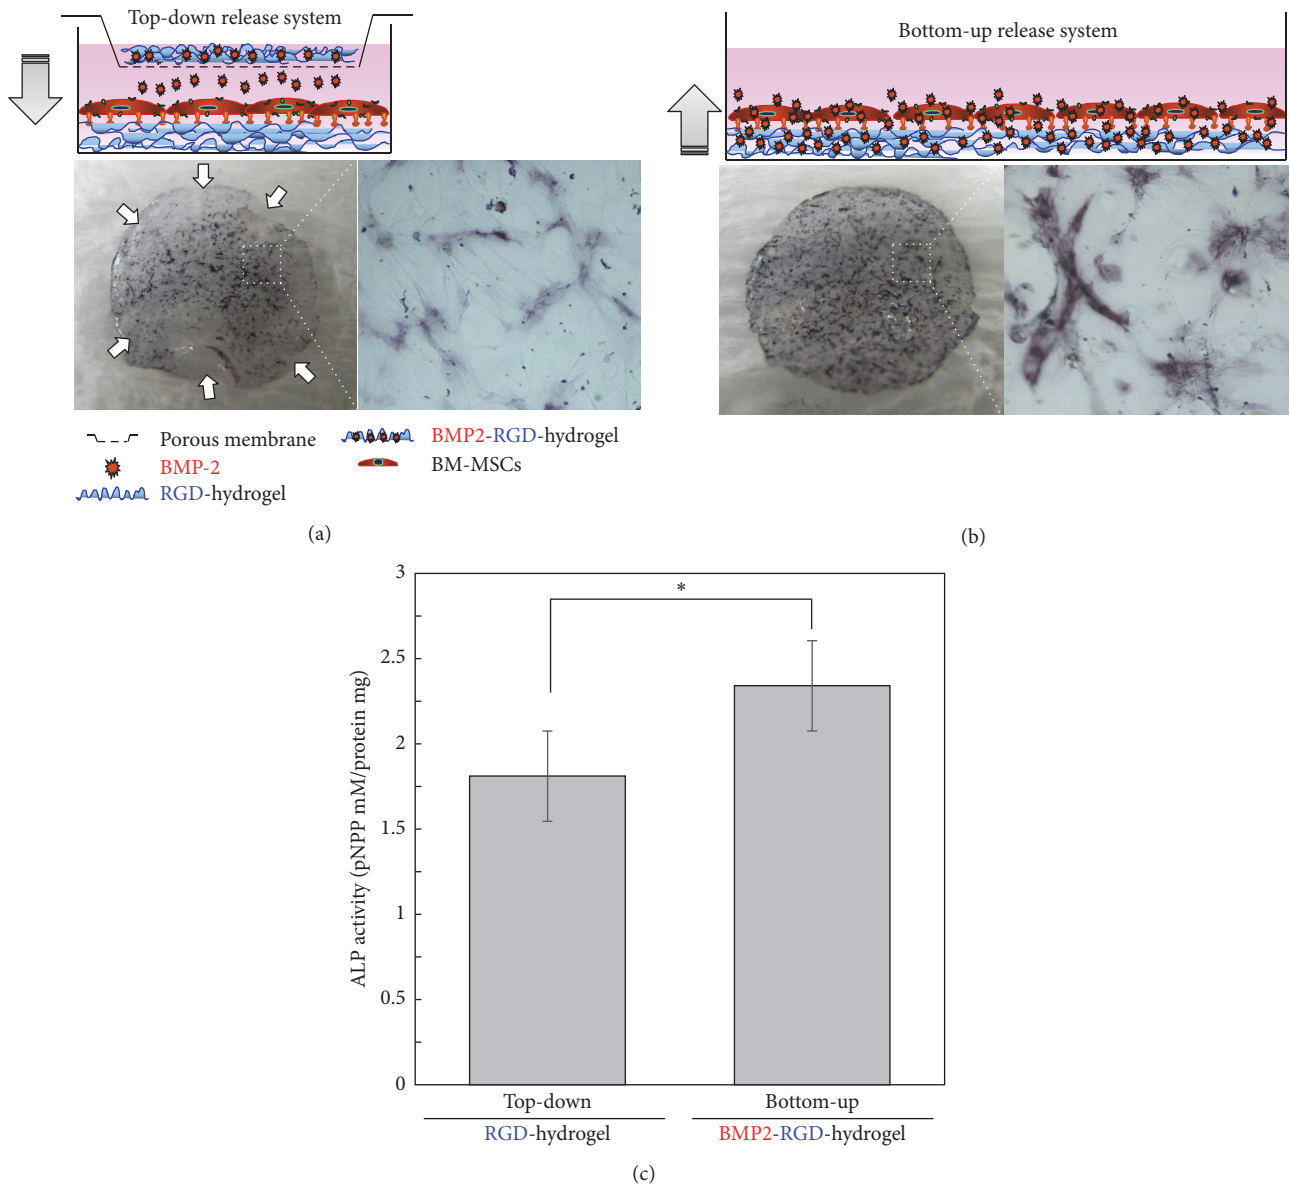 Top-down release system
Bottom-up release system
Porous membrane
BMP-2
RGD-hydrogel
BMP2-RGD-hydrogel
BM-MSCs
(a)
(b)
3
2.5
2
1.5
1
0.5
0
ALP activity (pNPP mM/protein mg)
*
Top-down
Bottom-up
RGD-hydrogel
BMP2-RGD-hydrogel
(c)